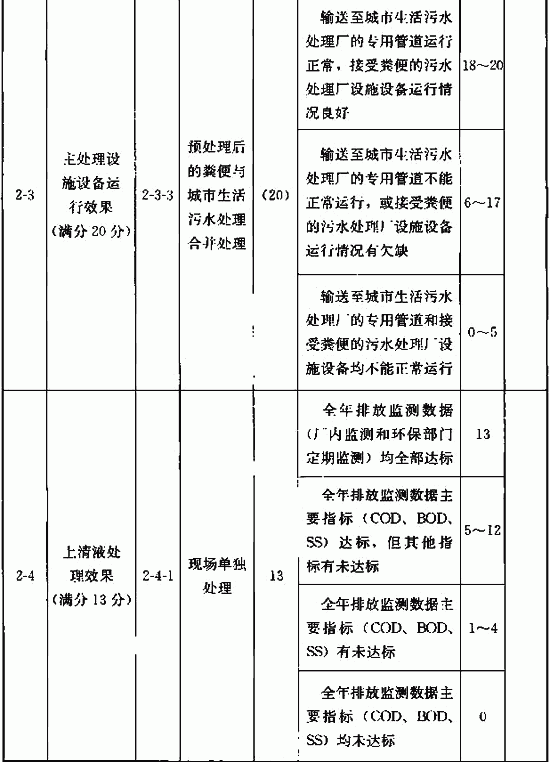 2-3
主处理设
施设备运
行效果
(满分20分)
2-3-3
预处理后
的粪便与
城市生活
污水处理
合并处理
(20)
输送至城市生活污水
处理厂的专用管道运行
正常，接受粪便的污水
处理厂设施设备运行情
况良好
18～20
输送至城市生活污水
处理厂的专用管道不能
正常运行，或接受粪便
的污水处理厂设施设备
运行情况有欠缺
6～17
输送至城市生活污水
处理厂的专用管道和接
受粪便的污水处理厂设
施设备均不能正常运行
0～5
2-4
上清液处
理效果
(满分13分)
2-4-1
现场单独
处理
13
全年排放监测数据
(厂内监测和环保部门
定期监测)均全部达标
13
全年排放监测数据主
要指标(COD、BOD、
SS)达标，但其他指
标有未达标
5～12
全年排放监测数据主
要指标(COD、BOD、
SS)有未达标
1～4
全年排放监测数据主
要指标(COD、BOD、
SS)均未达标
0